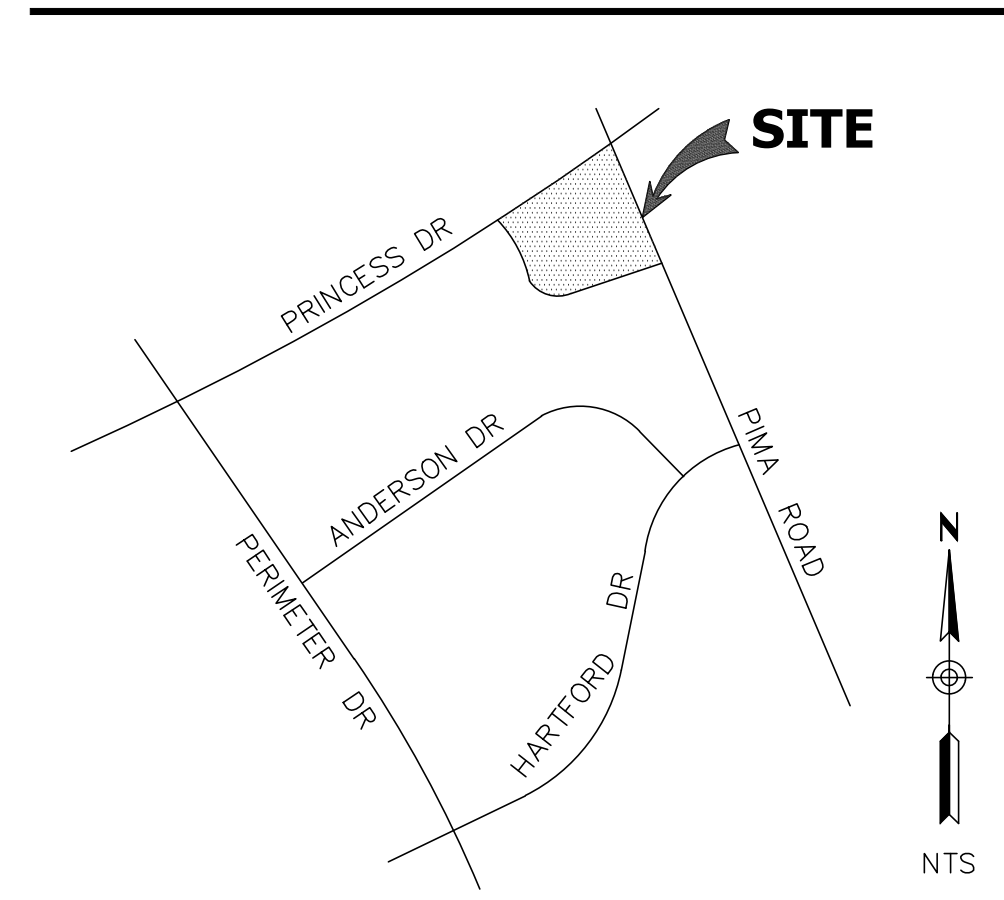 SITE
PRINCESS DR
ANDERSON DR
PIMA ROAD
PERIMETER DR
HARTFORD DR
N
NTS